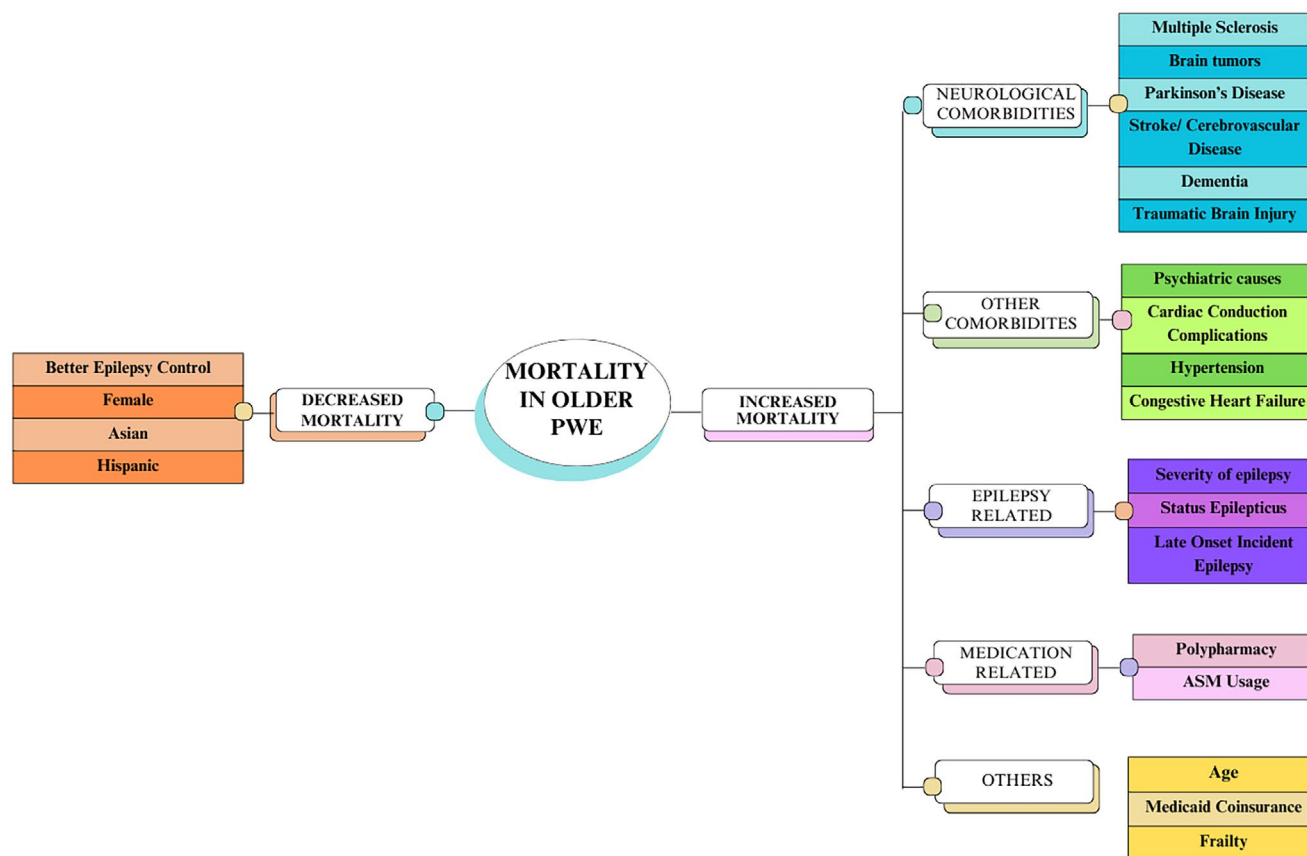 MORTALITY
IN OLDER
PWE
DECREASED
MORTALITY
Better Epilepsy Control
Female
Asian
Hispanic
INCREASED
MORTALITY
NEUROLOGICAL
COMORBIDITIES
Multiple Sclerosis
Brain tumors
Parkinson's Disease
Stroke/ Cerebrovascular
Disease
Dementia
Traumatic Brain Injury
OTHER
COMORBIDITES
Psychiatric causes
Cardiac Conduction
Complications
Hypertension
Congestive Heart Failure
EPILEPSY
RELATED
Severity of epilepsy
Status Epilepticus
Late Onset Incident
Epilepsy
MEDICATION
RELATED
Polypharmacy
ASM Usage
OTHERS
Age
Medicaid Coinsurance
Frailty